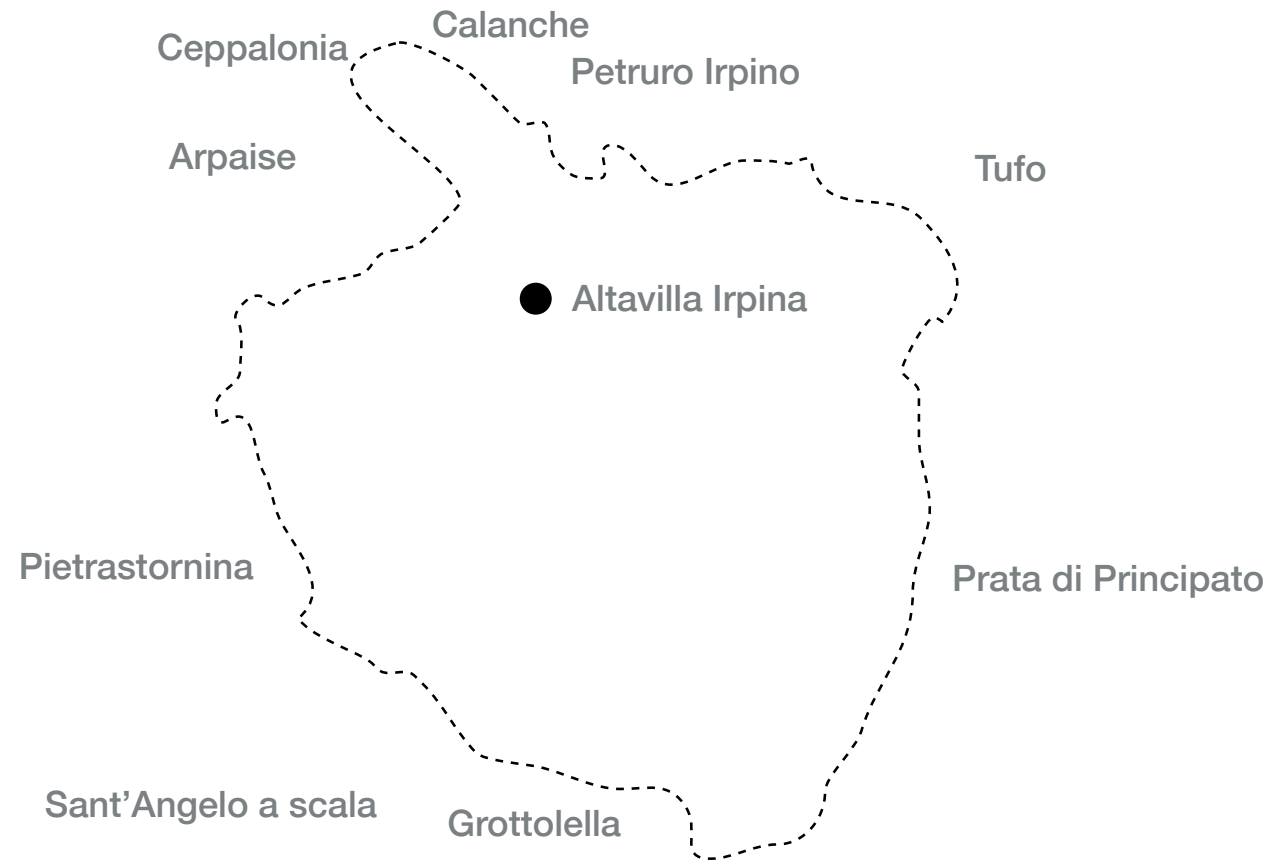 Calanche
Ceppalonia
Petruro Irpino
Arpaise
Tufo
Altavilla Irpina
Pietrastornina
Prata di Principato
Sant’Angelo a scala
Grottolella